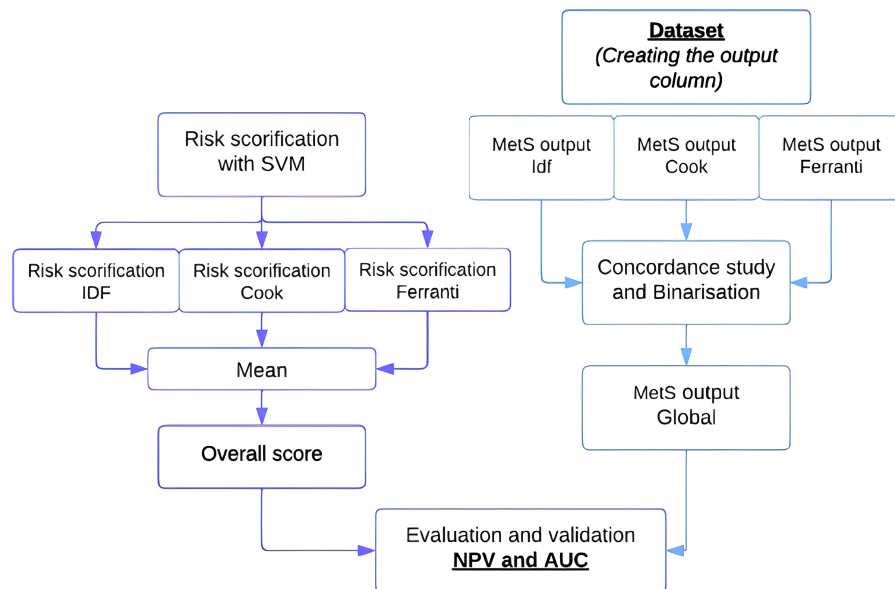 Dataset
(Creating the output
column)
Risk scorification
with SVM
MetS output
Idf
MetS output
Cook
MetS output
Ferranti
Risk scorification
IDF
Risk scorification
Cook
Risk scorification
Ferranti
Concordance study
and Binarisation
Mean
MetS output
Global
Overall score
Evaluation and validation
NPV and AUC